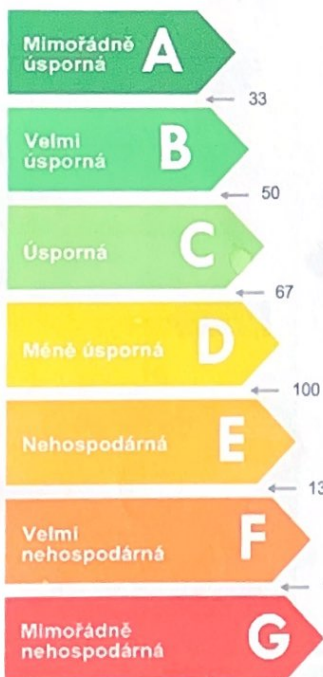 Mimořádně
úsporná
A
33
Velmi
úsporná
B
50
Úsporná
C
67
Méně úsporná
D
100
Nehospodárná
E
Velmi
nehospodárná
F
Mimořádně
nehospodárná
G